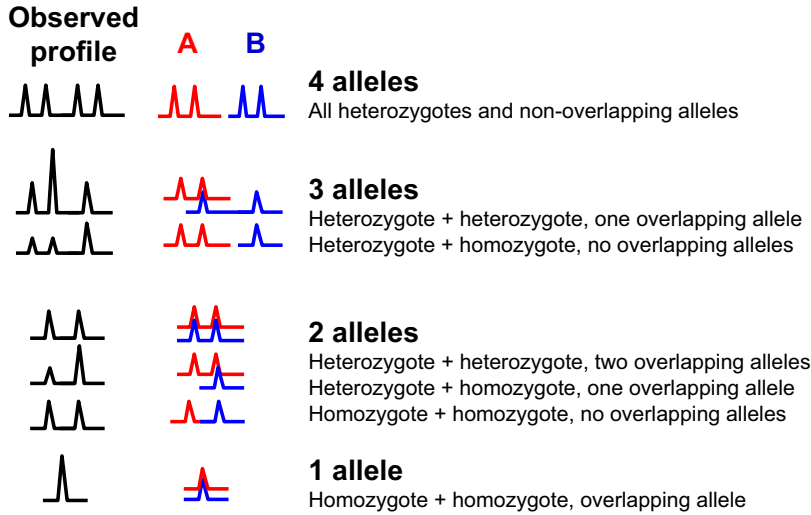 Observed
profile
A
B
4 alleles
All heterozygotes and non-overlapping alleles
3 alleles
Heterozygote + heterozygote, one overlapping allele
Heterozygote + homozygote, no overlapping alleles
2 alleles
Heterozygote + heterozygote, two overlapping alleles
Heterozygote + homozygote, one overlapping allele
Homozygote + homozygote, no overlapping alleles
1 allele
Homozygote + homozygote, overlapping allele